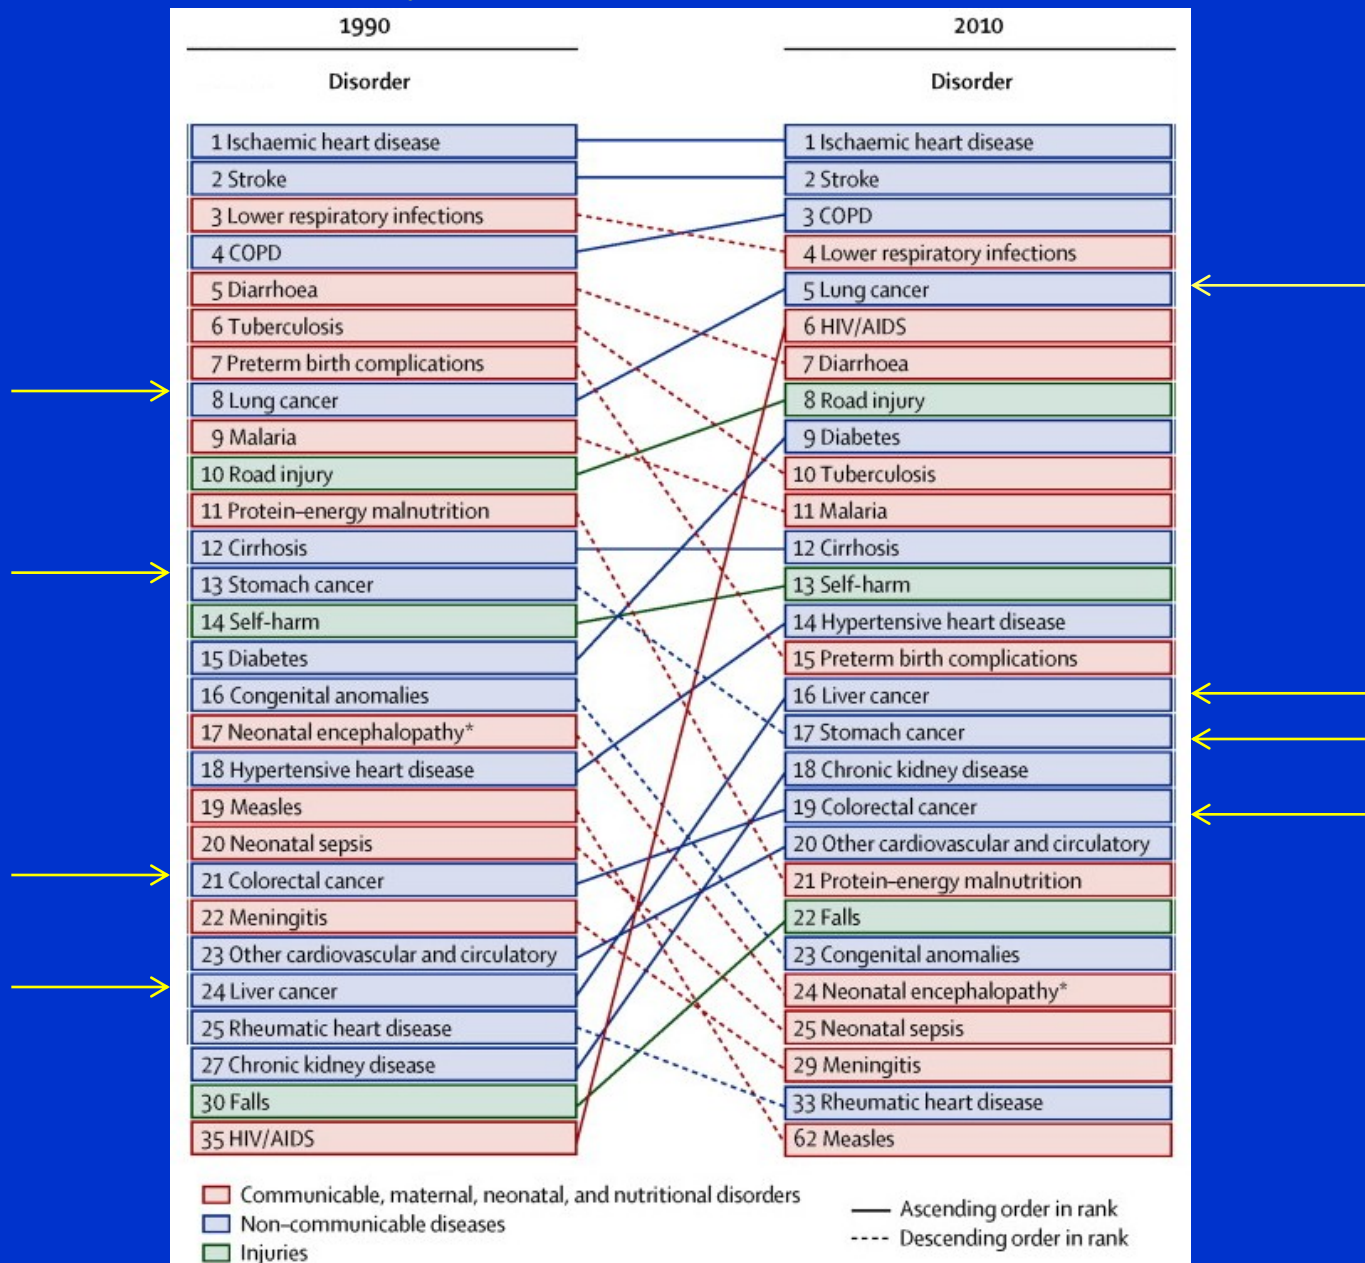 1990
Disorder
1 Ischaemic heart disease
2 Stroke
3 Lower respiratory infections
4 COPD
5 Diarrhoea
6 Tuberculosis
7 Preterm birth complications
8 Lung cancer
9 Malaria
10 Road injury
11 Protein–energy malnutrition
12 Cirrhosis
13 Stomach cancer
14 Self-harm
15 Diabetes
16 Congenital anomalies
17 Neonatal encephalopathy*
18 Hypertensive heart disease
19 Measles
20 Neonatal sepsis
21 Colorectal cancer
22 Meningitis
23 Other cardiovascular and circulatory
24 Liver cancer
25 Rheumatic heart disease
27 Chronic kidney disease
30 Falls
35 HIV/AIDS
2010
Disorder
1 Ischaemic heart disease
2 Stroke
3 COPD
4 Lower respiratory infections
5 Lung cancer
6 HIV/AIDS
7 Diarrhoea
8 Road injury
9 Diabetes
10 Tuberculosis
11 Malaria
12 Cirrhosis
13 Self-harm
14 Hypertensive heart disease
15 Preterm birth complications
16 Liver cancer
17 Stomach cancer
18 Chronic kidney disease
19 Colorectal cancer
20 Other cardiovascular and circulatory
21 Protein–energy malnutrition
22 Falls
23 Congenital anomalies
24 Neonatal encephalopathy*
25 Neonatal sepsis
29 Meningitis
33 Rheumatic heart disease
62 Measles
Communicable, maternal, neonatal, and nutritional disorders
Non–communicable diseases
Injuries
Ascending order in rank
Descending order in rank